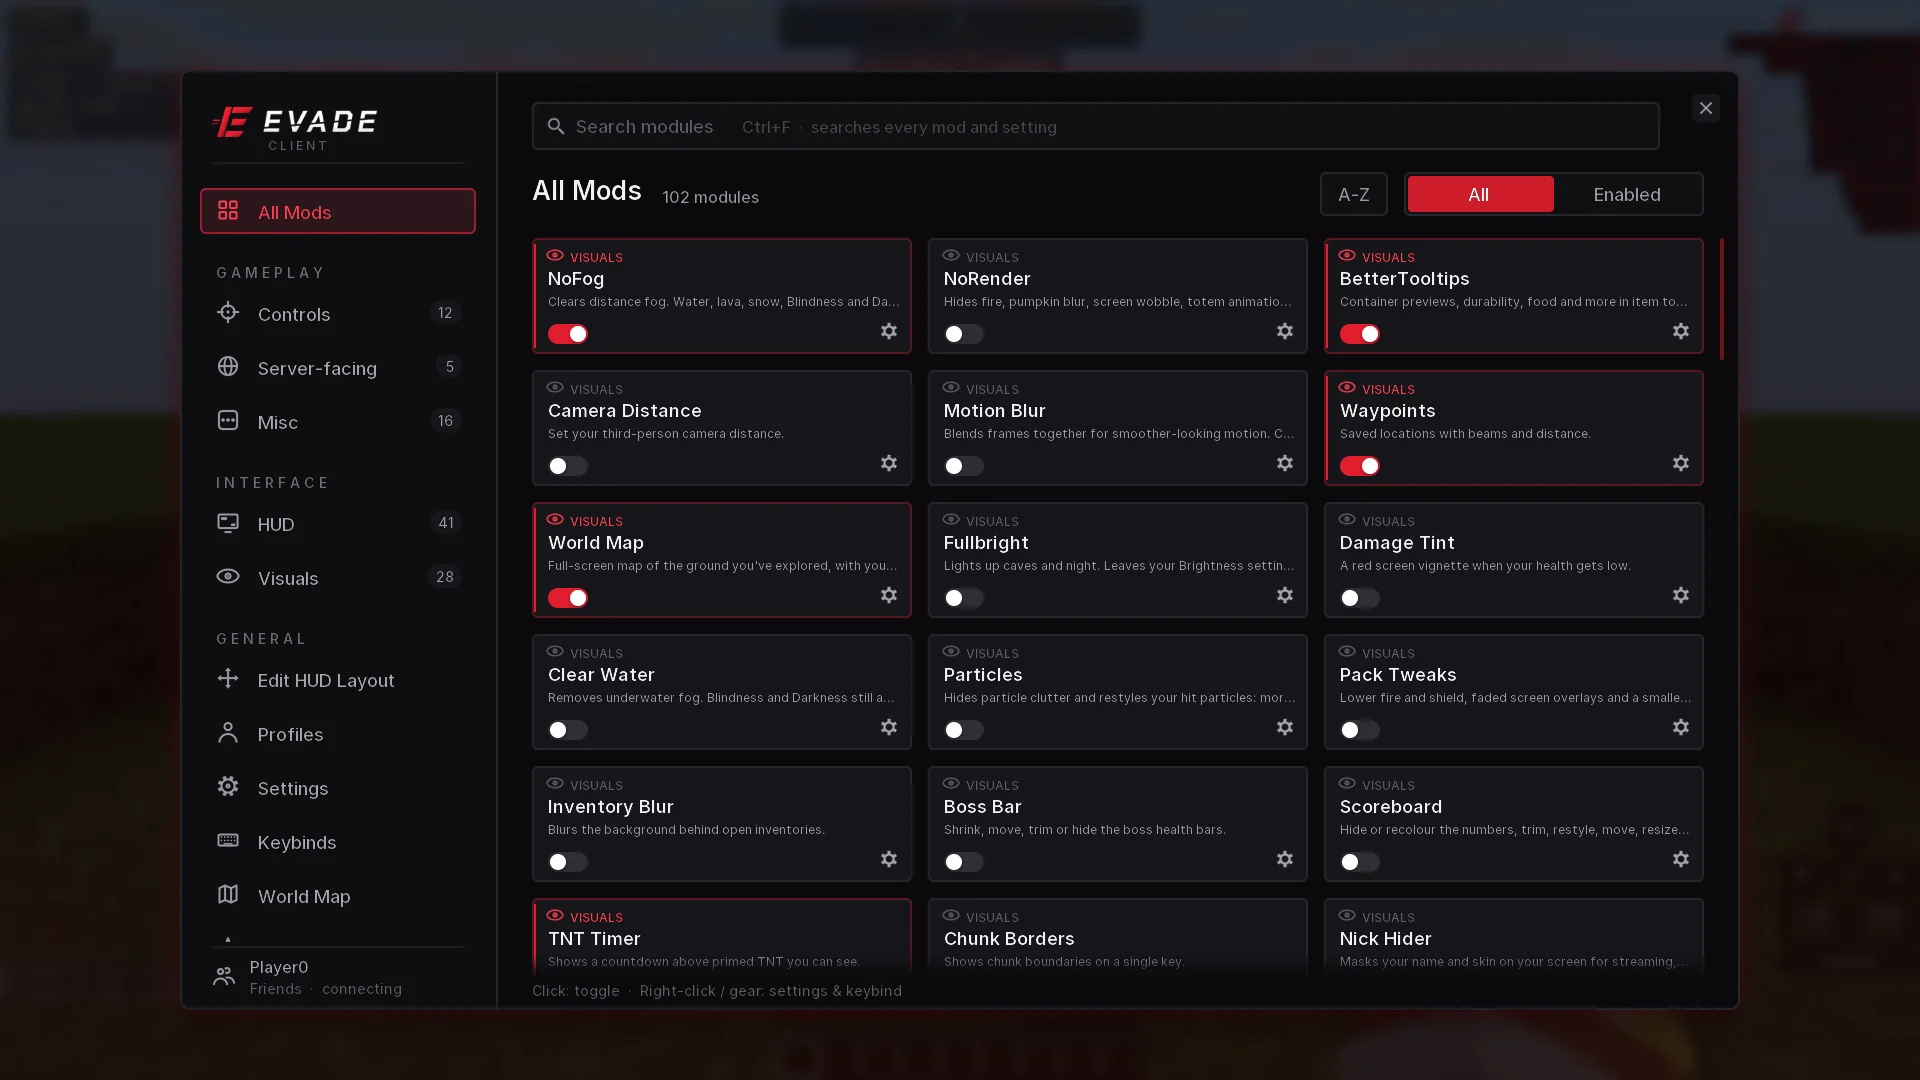 EVADE
CLIENT
All Mods
GAMEPLAY
Controls 12
Server-facing 5
Misc 16
INTERFACE
HUD 41
Visuals 28
GENERAL
Edit HUD Layout
Profiles
Settings
Keybinds
World Map
Player0
Friends · connecting
Search modules Ctrl+F · searches every mod and setting
All Mods 102 modules
A-Z All Enabled
VISUALS
NoFog
Clears distance fog. Water, lava, snow, Blindness and Da...
VISUALS
NoRender
Hides fire, pumpkin blur, screen wobble, totem animatio...
VISUALS
BetterTooltips
Container previews, durability, food and more in item to...
VISUALS
Camera Distance
Set your third-person camera distance.
VISUALS
Motion Blur
Blends frames together for smoother-looking motion. C...
VISUALS
Waypoints
Saved locations with beams and distance.
VISUALS
World Map
Full-screen map of the ground you've explored, with you...
VISUALS
Fullbright
Lights up caves and night. Leaves your Brightness settin...
VISUALS
Damage Tint
A red screen vignette when your health gets low.
VISUALS
Clear Water
Removes underwater fog. Blindness and Darkness still a...
VISUALS
Particles
Hides particle clutter and restyles your hit particles: mor...
VISUALS
Pack Tweaks
Lower fire and shield, faded screen overlays and a smalle...
VISUALS
Inventory Blur
Blurs the background behind open inventories.
VISUALS
Boss Bar
Shrink, move, trim or hide the boss health bars.
VISUALS
Scoreboard
Hide or recolour the numbers, trim, restyle, move, resize...
VISUALS
TNT Timer
Shows a countdown above primed TNT you can see.
VISUALS
Chunk Borders
Shows chunk boundaries on a single key.
VISUALS
Nick Hider
Masks your name and skin on your screen for streaming,...
Click: toggle · Right-click / gear: settings & keybind